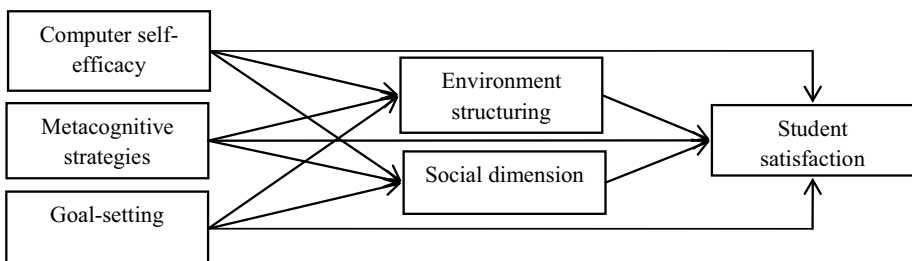 Computer self-
efficacy
Environment
structuring
Metacognitive
strategies
Student
satisfaction
Social dimension
Goal-setting